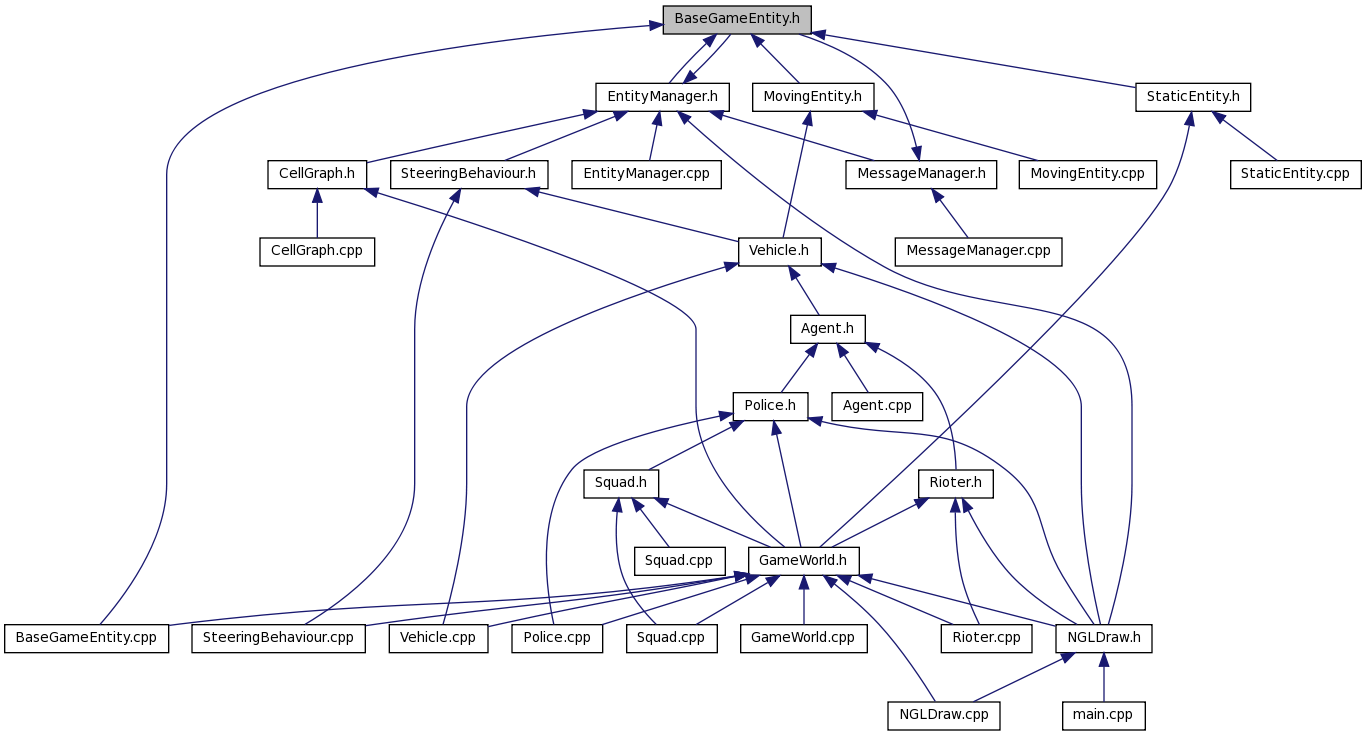 BaseGameEntity.h
EntityManager.h
MovingEntity.h
StaticEntity.h
CellGraph.h
SteeringBehaviour.h
EntityManager.cpp
MessageManager.h
MovingEntity.cpp
StaticEntity.cpp
CellGraph.cpp
Vehicle.h
MessageManager.cpp
Agent.h
Police.h
Agent.cpp
Squad.h
Rioter.h
Squad.cpp
GameWorld.h
BaseGameEntity.cpp
SteeringBehaviour.cpp
Vehicle.cpp
Police.cpp
Squad.cpp
GameWorld.cpp
Rioter.cpp
NGLDraw.h
NGLDraw.cpp
main.cpp